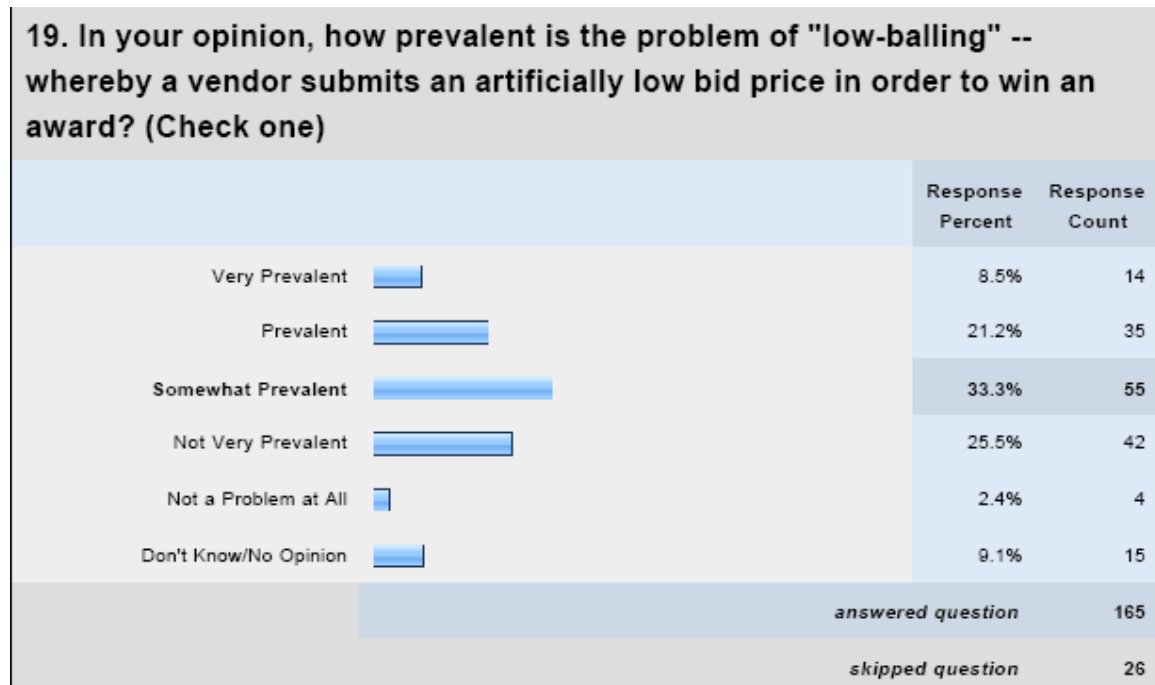 19. In your opinion, how prevalent is the problem of "low-balling" --
whereby a vendor submits an artificially low bid price in order to win an
award? (Check one)
Response Percent Response Count
Very Prevalent 8.5% 14
Prevalent 21.2% 35
Somewhat Prevalent 33.3% 55
Not Very Prevalent 25.5% 42
Not a Problem at All 2.4% 4
Don't Know/No Opinion 9.1% 15
answered question 165
skipped question 26